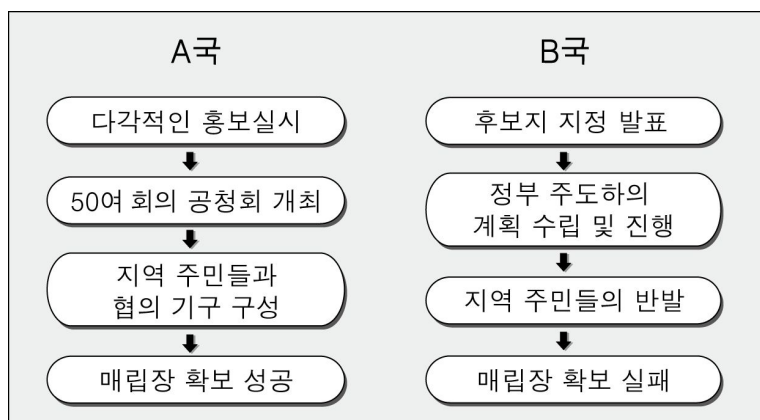 A국
다각적인 홍보실시
50여 회의 공청회 개최
지역 주민들과
협의 기구 구성
매립장 확보 성공
B국
후보지 지정 발표
정부 주도하의
계획 수립 및 진행
지역 주민들의 반발
매립장 확보 실패